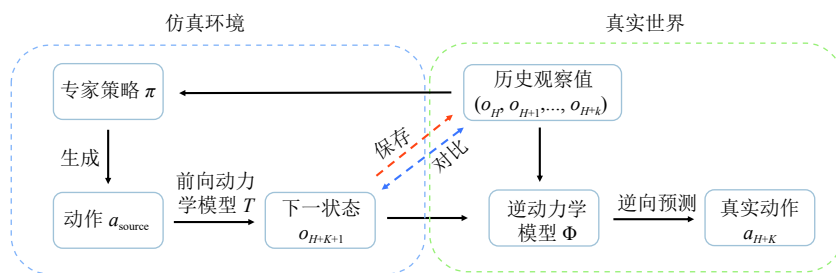 仿真环境
真实世界
专家策略 π
历史观察值
(o_H, o_{H+1},..., o_{H+k})
生成
保存
对比
动作 a_source
前向动力
学模型 T
下一状态
o_{H+K+1}
逆动力学
模型 Φ
逆向预测
真实动作
a_{H+K}